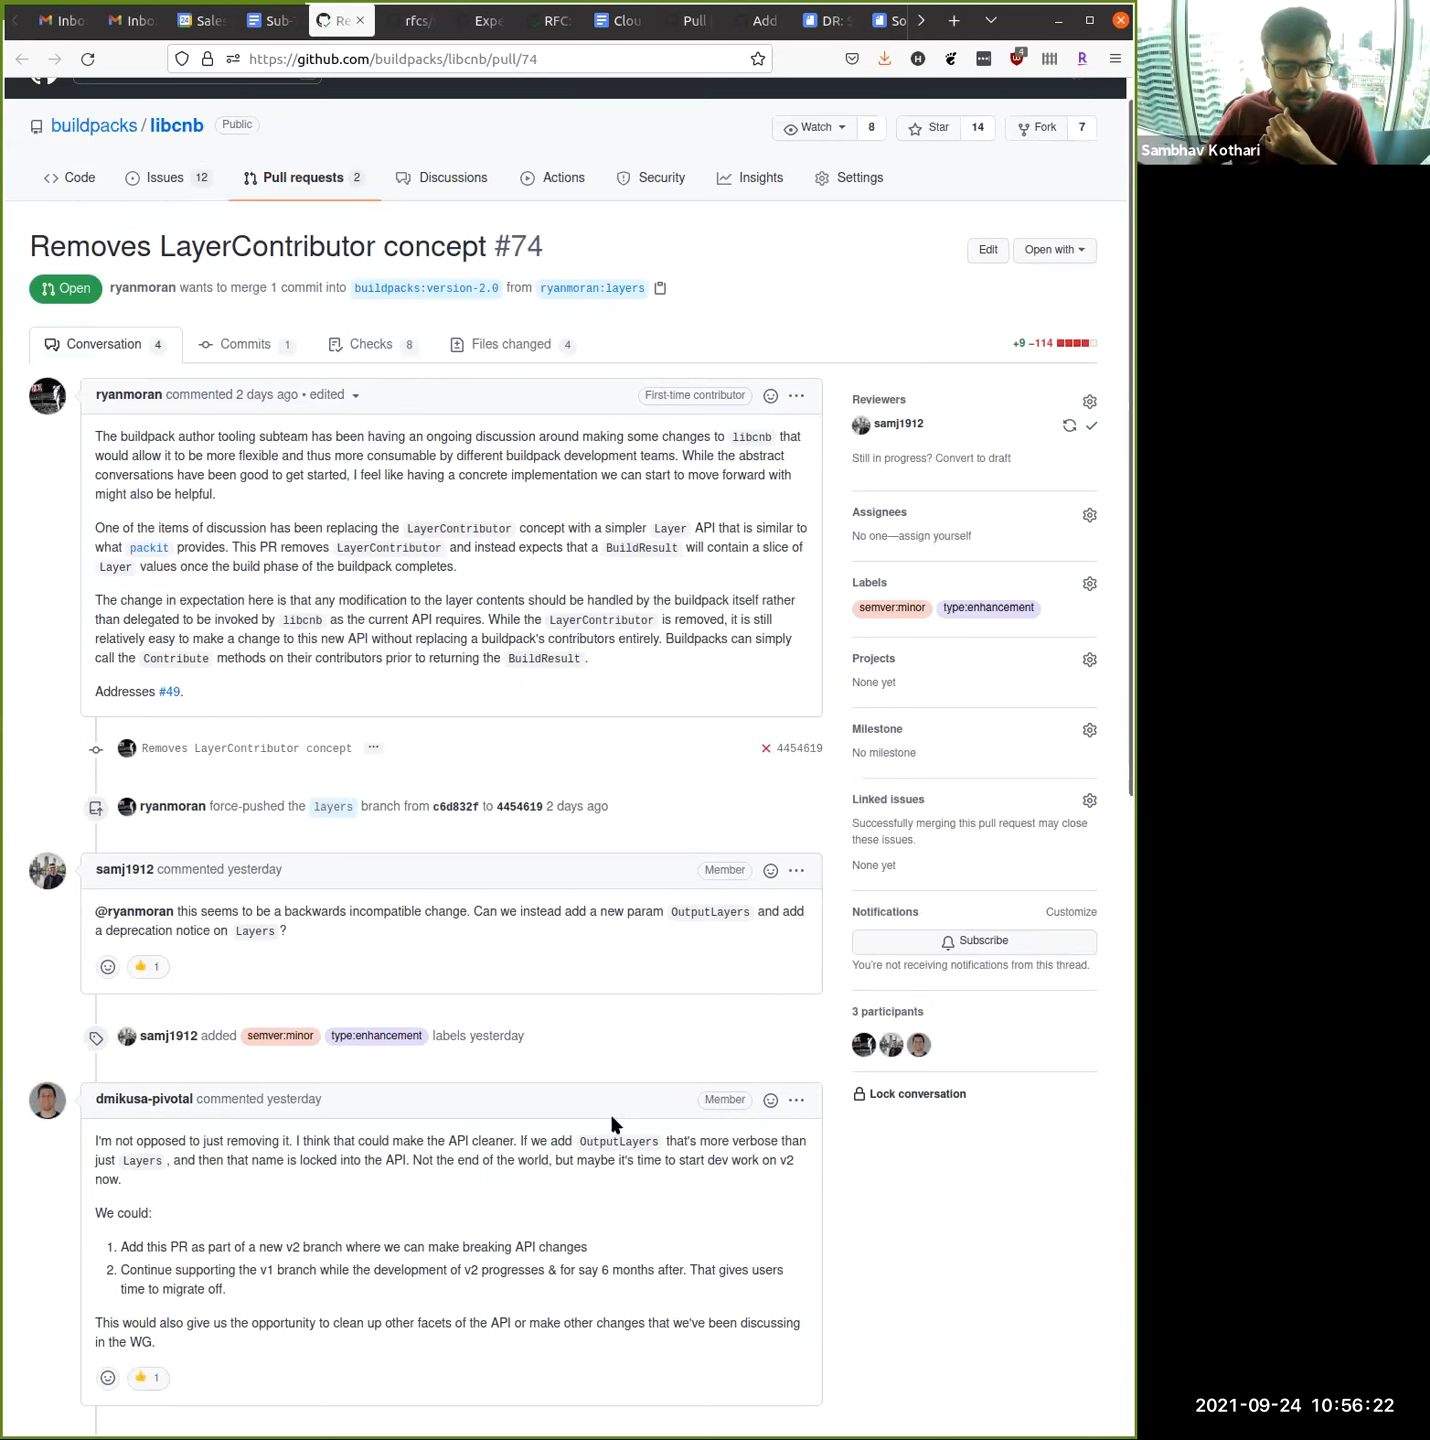 Inbo
Inbo
Sale
Sub-
Re
rfcs/
Expe
RFC:
Clou
Pull
Add
DR: S
So
https://github.com/buildpacks/libcnb/pull/74
4
buildpacks / libcnb Public
Watch 8 Star 14 Fork 7
Code Issues 12 Pull requests 2 Discussions Actions Security Insights Settings
Removes LayerContributor concept #74
Edit Open with
Open ryanmoran wants to merge 1 commit into buildpacks:version-2.0 from ryanmoran:layers
Conversation 4 Commits 1 Checks 8 Files changed 4
+9 −114
ryanmoran commented 2 days ago • edited First-time contributor
The buildpack author tooling subteam has been having an ongoing discussion around making some changes to libcnb that
would allow it to be more flexible and thus more consumable by different buildpack development teams. While the abstract
conversations have been good to get started, I feel like having a concrete implementation we can start to move forward with
might also be helpful.
One of the items of discussion has been replacing the LayerContributor concept with a simpler Layer API that is similar to
what packit provides. This PR removes LayerContributor and instead expects that a BuildResult will contain a slice of
Layer values once the build phase of the buildpack completes.
The change in expectation here is that any modification to the layer contents should be handled by the buildpack itself rather
than delegated to be invoked by libcnb as the current API requires. While the LayerContributor is removed, it is still
relatively easy to make a change to this new API without replacing a buildpack's contributors entirely. Buildpacks can simply
call the Contribute methods on their contributors prior to returning the BuildResult.
Addresses #49.
Removes LayerContributor concept ... 4454619
ryanmoran force-pushed the layers branch from c6d832f to 4454619 2 days ago
samj1912 commented yesterday Member
@ryanmoran this seems to be a backwards incompatible change. Can we instead add a new param OutputLayers and add
a deprecation notice on Layers ?
👍 1
samj1912 added semver:minor type:enhancement labels yesterday
dmikusa-pivotal commented yesterday Member
I'm not opposed to just removing it. I think that could make the API cleaner. If we add OutputLayers that's more verbose than
just Layers , and then that name is locked into the API. Not the end of the world, but maybe it's time to start dev work on v2
now.
We could:
1. Add this PR as part of a new v2 branch where we can make breaking API changes
2. Continue supporting the v1 branch while the development of v2 progresses & for say 6 months after. That gives users
time to migrate off.
This would also give us the opportunity to clean up other facets of the API or make other changes that we've been discussing
in the WG.
👍 1
Reviewers
samj1912
Still in progress? Convert to draft
Assignees
No one—assign yourself
Labels
semver:minor type:enhancement
Projects
None yet
Milestone
No milestone
Linked issues
Successfully merging this pull request may close
these issues.
None yet
Notifications Customize
Subscribe
You're not receiving notifications from this thread.
3 participants
Lock conversation
Sambhav Kothari
2021-09-24 10:56:22